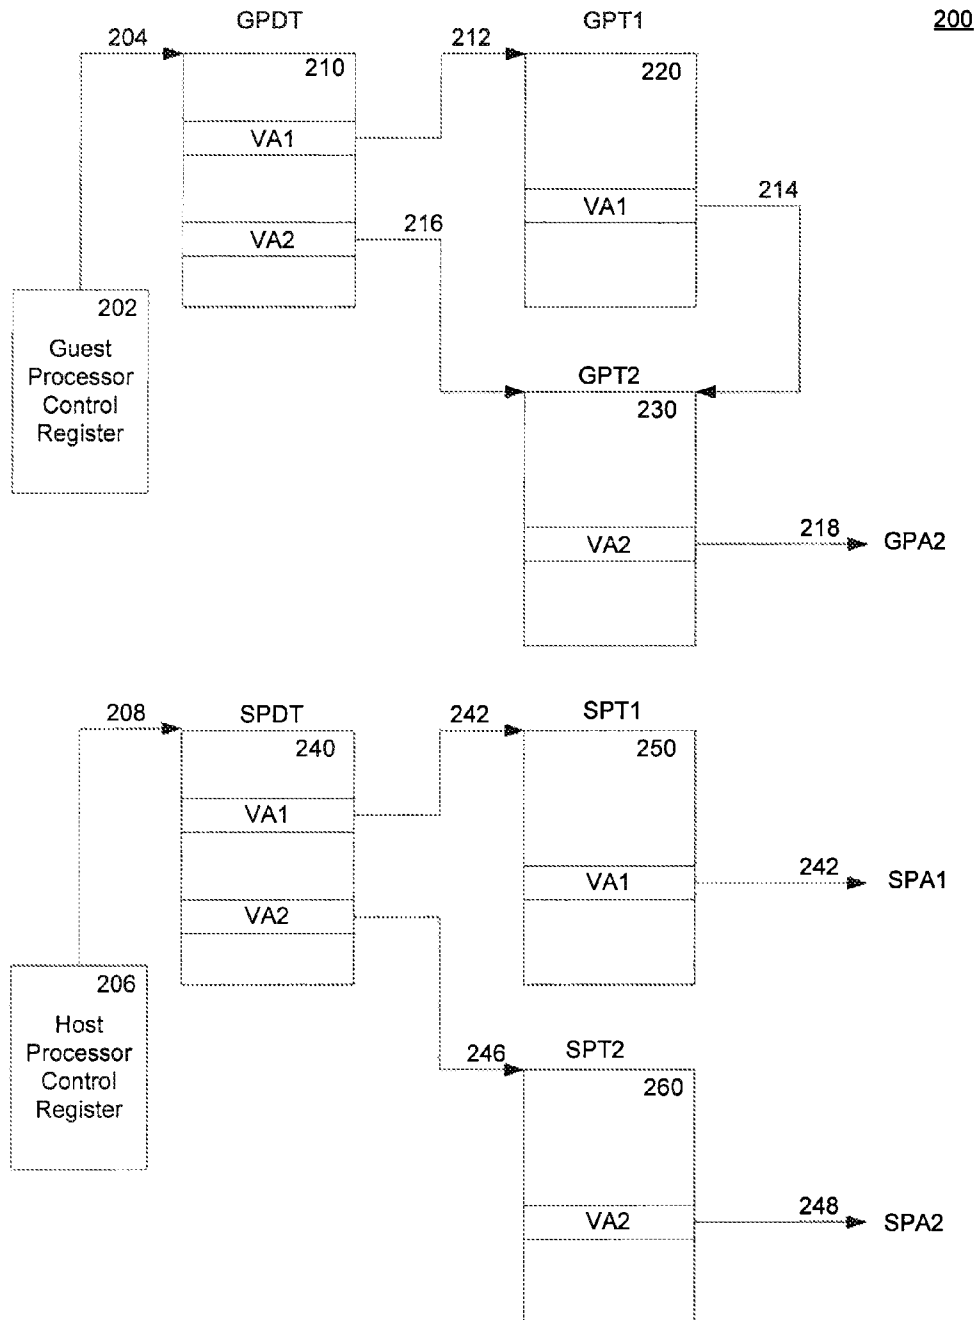 200
GPDT
GPT1
204
212
210
220
VA1
VA1
214
VA2
216
202
Guest
Processor
Control
Register
GPT2
230
VA2
218
GPA2
208
SPDT
242
SPT1
240
250
VA1
VA1
242
SPA1
VA2
206
Host
Processor
Control
Register
246
SPT2
260
VA2
248
SPA2